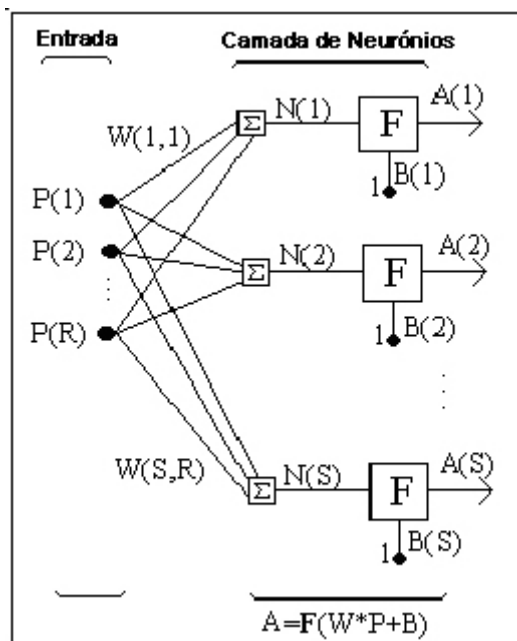 Entrada Camada de Neurónios
A(1)
N(1)
Σ F
W(1,1)
B(1)
1
P(1)
P(2)
A(2)
N(2)
Σ F
P(R)
B(2)
1
W(S,R)
A(S)
N(S)
Σ F
B(S)
1
A=F(W*P+B)